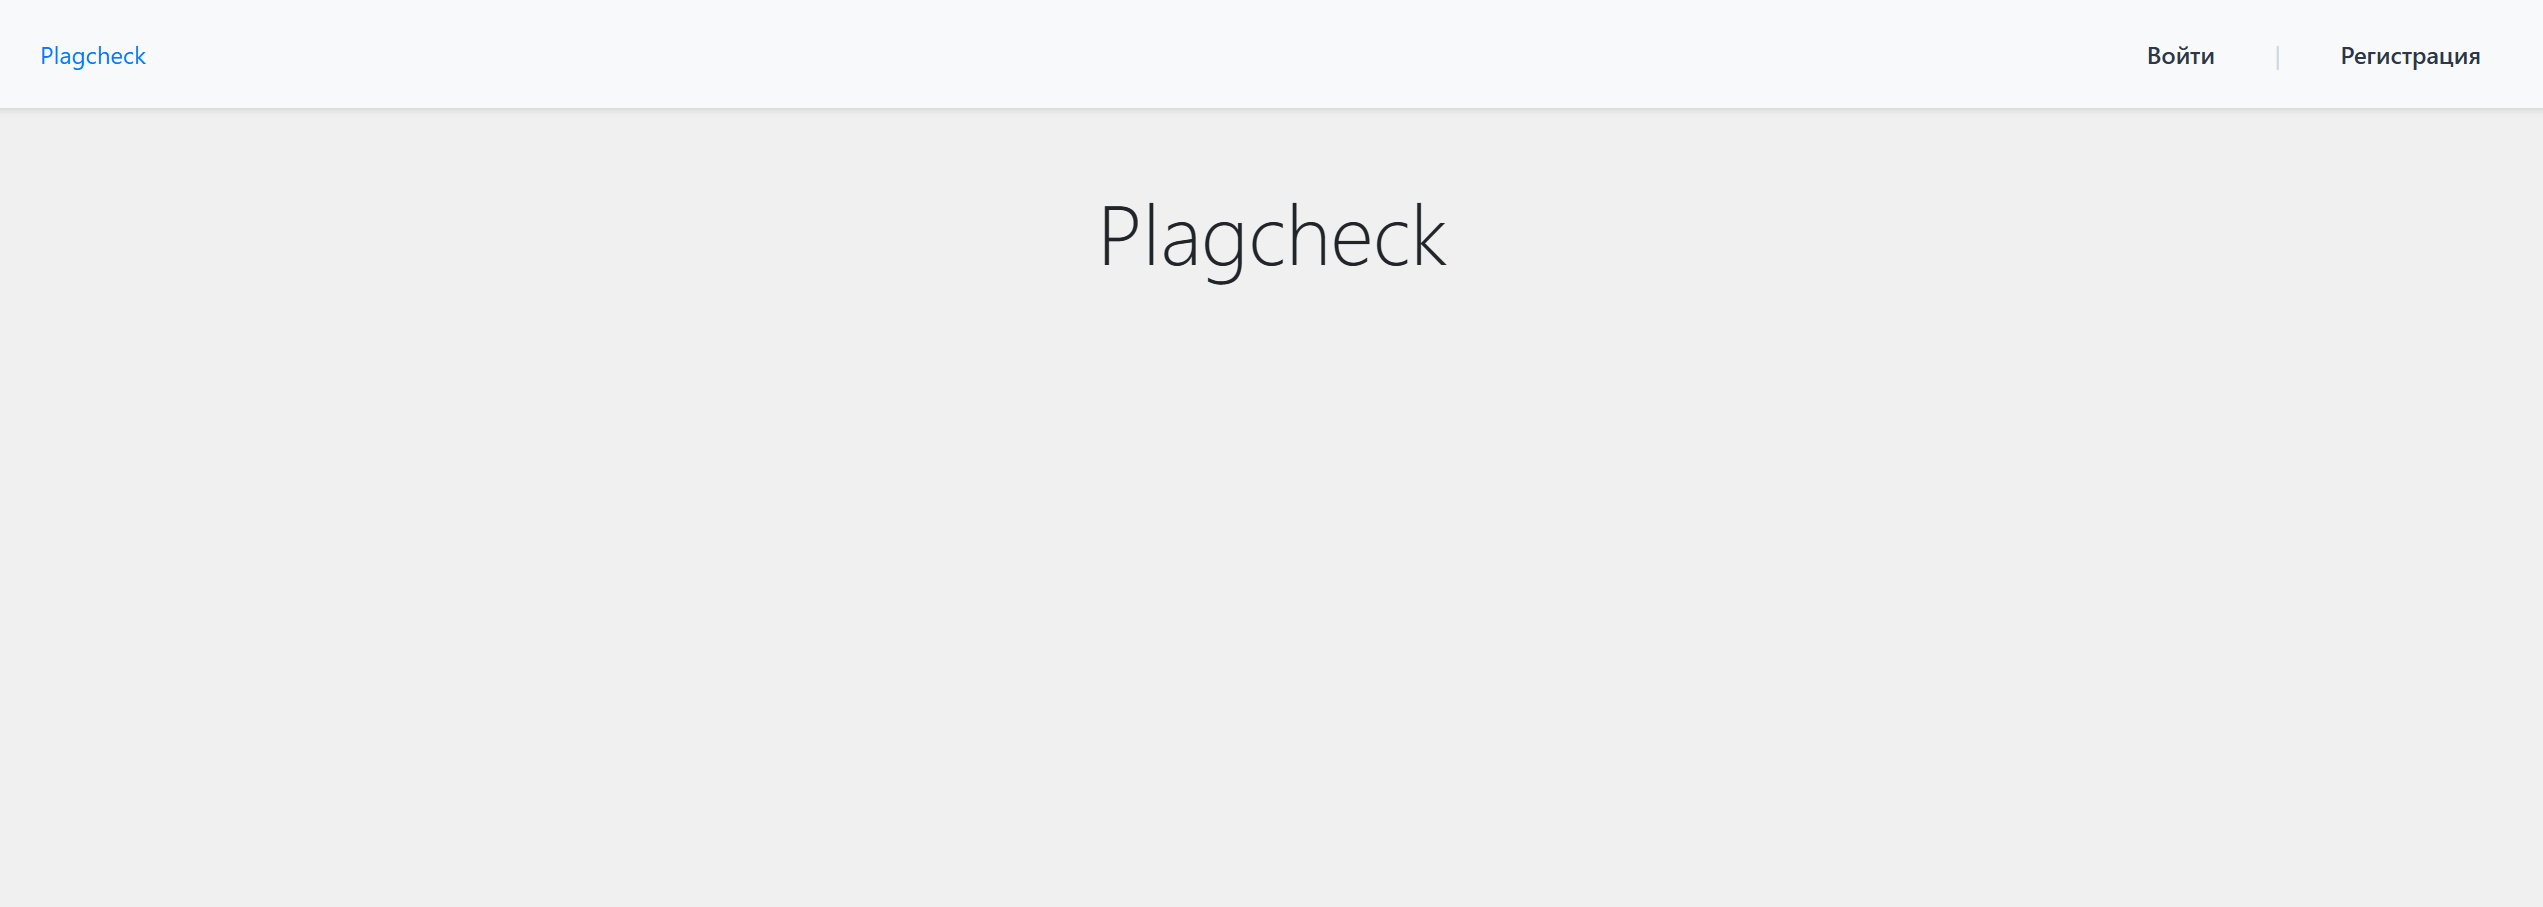 Plagcheck
Войти | Регистрация
Plagcheck